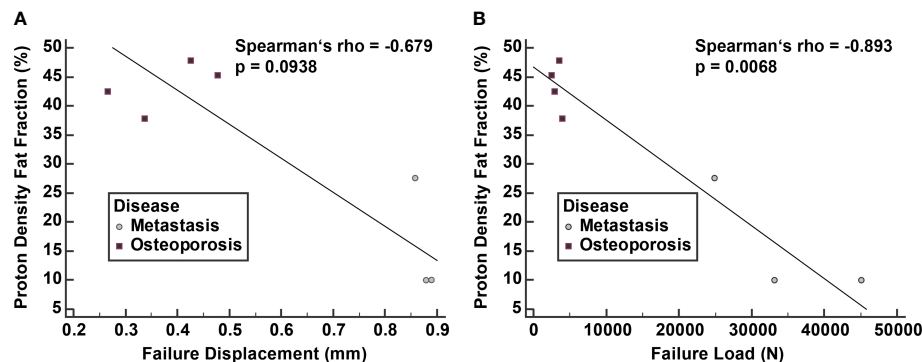 A
Spearman‘s rho = -0.679
p = 0.0938
Proton Density Fat Fraction (%)
50
45
40
35
30
25
20
15
10
5
Disease
Metastasis
Osteoporosis
0.2 0.3 0.4 0.5 0.6 0.7 0.8 0.9
Failure Displacement (mm)
B
Spearman‘s rho = -0.893
p = 0.0068
Proton Density Fat Fraction (%)
50
45
40
35
30
25
20
15
10
5
Disease
Metastasis
Osteoporosis
0 10000 20000 30000 40000 50000
Failure Load (N)